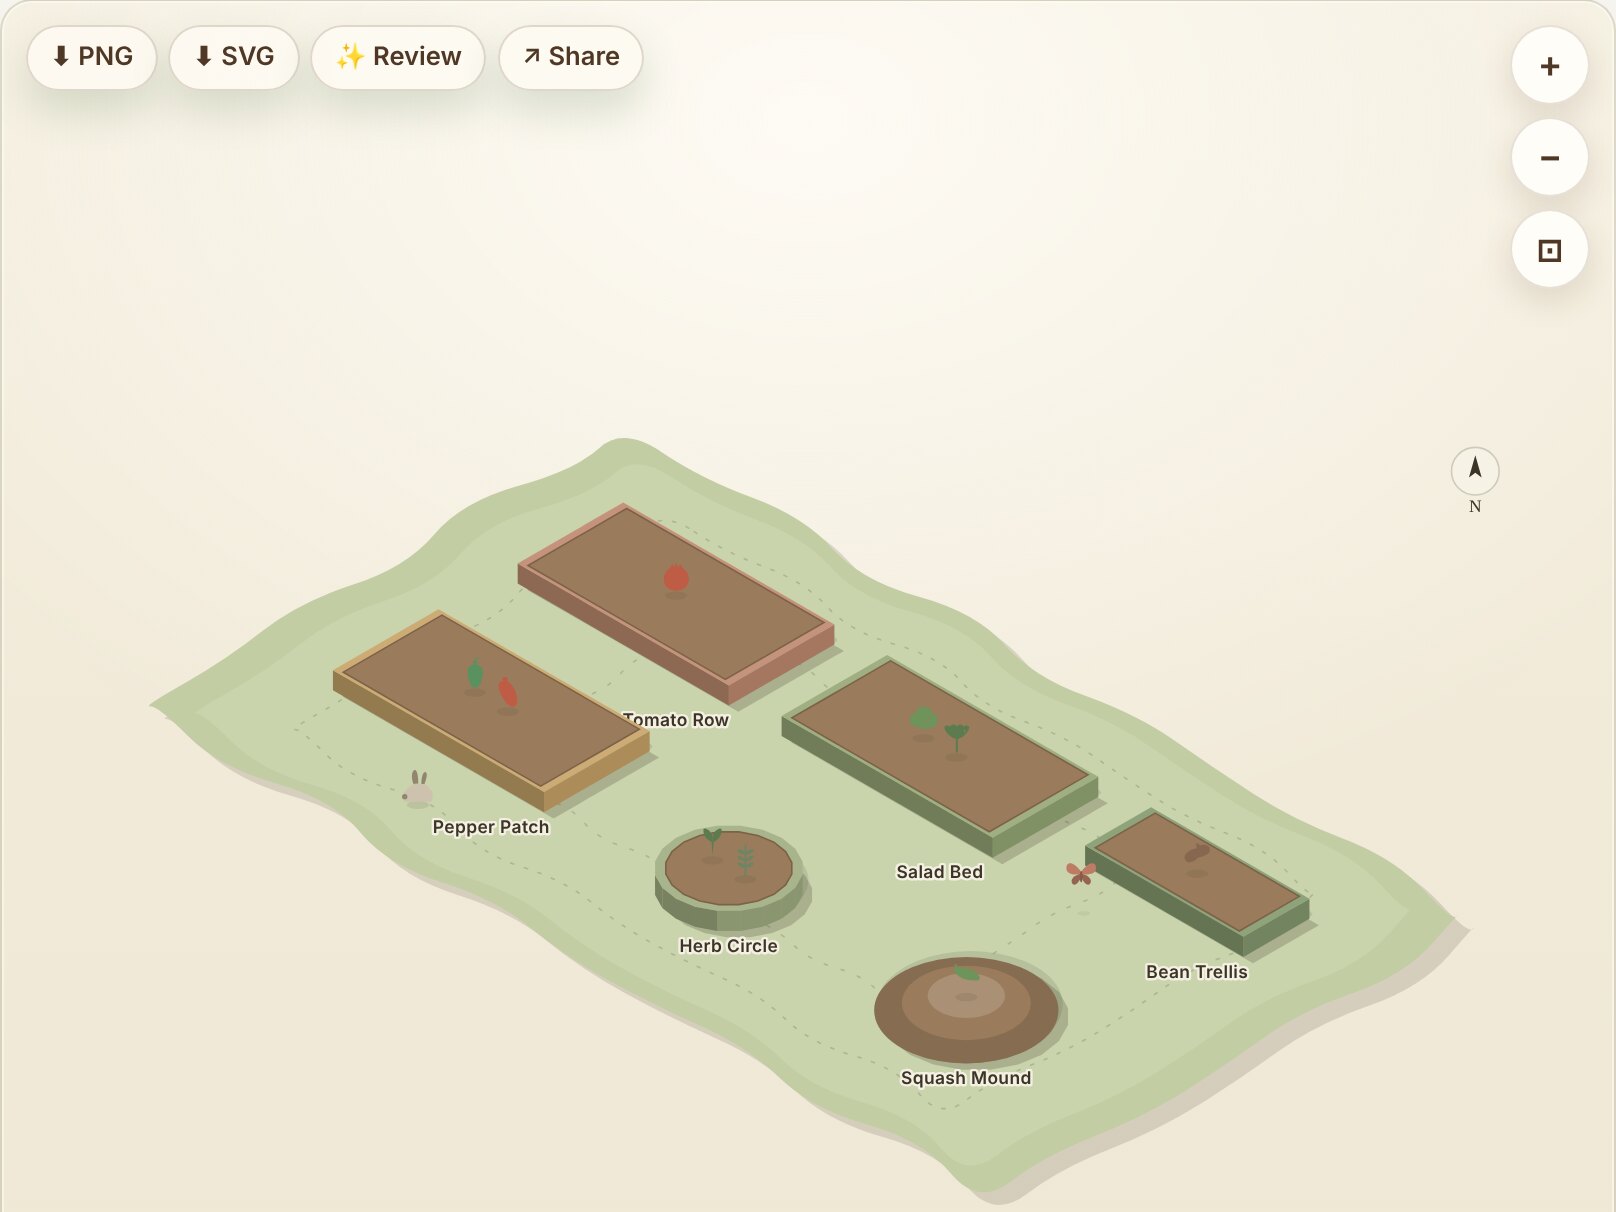 ⬇ PNG
⬇ SVG
✨ Review
↗ Share
+
−
N
Tomato Row
Pepper Patch
Salad Bed
Herb Circle
Bean Trellis
Squash Mound